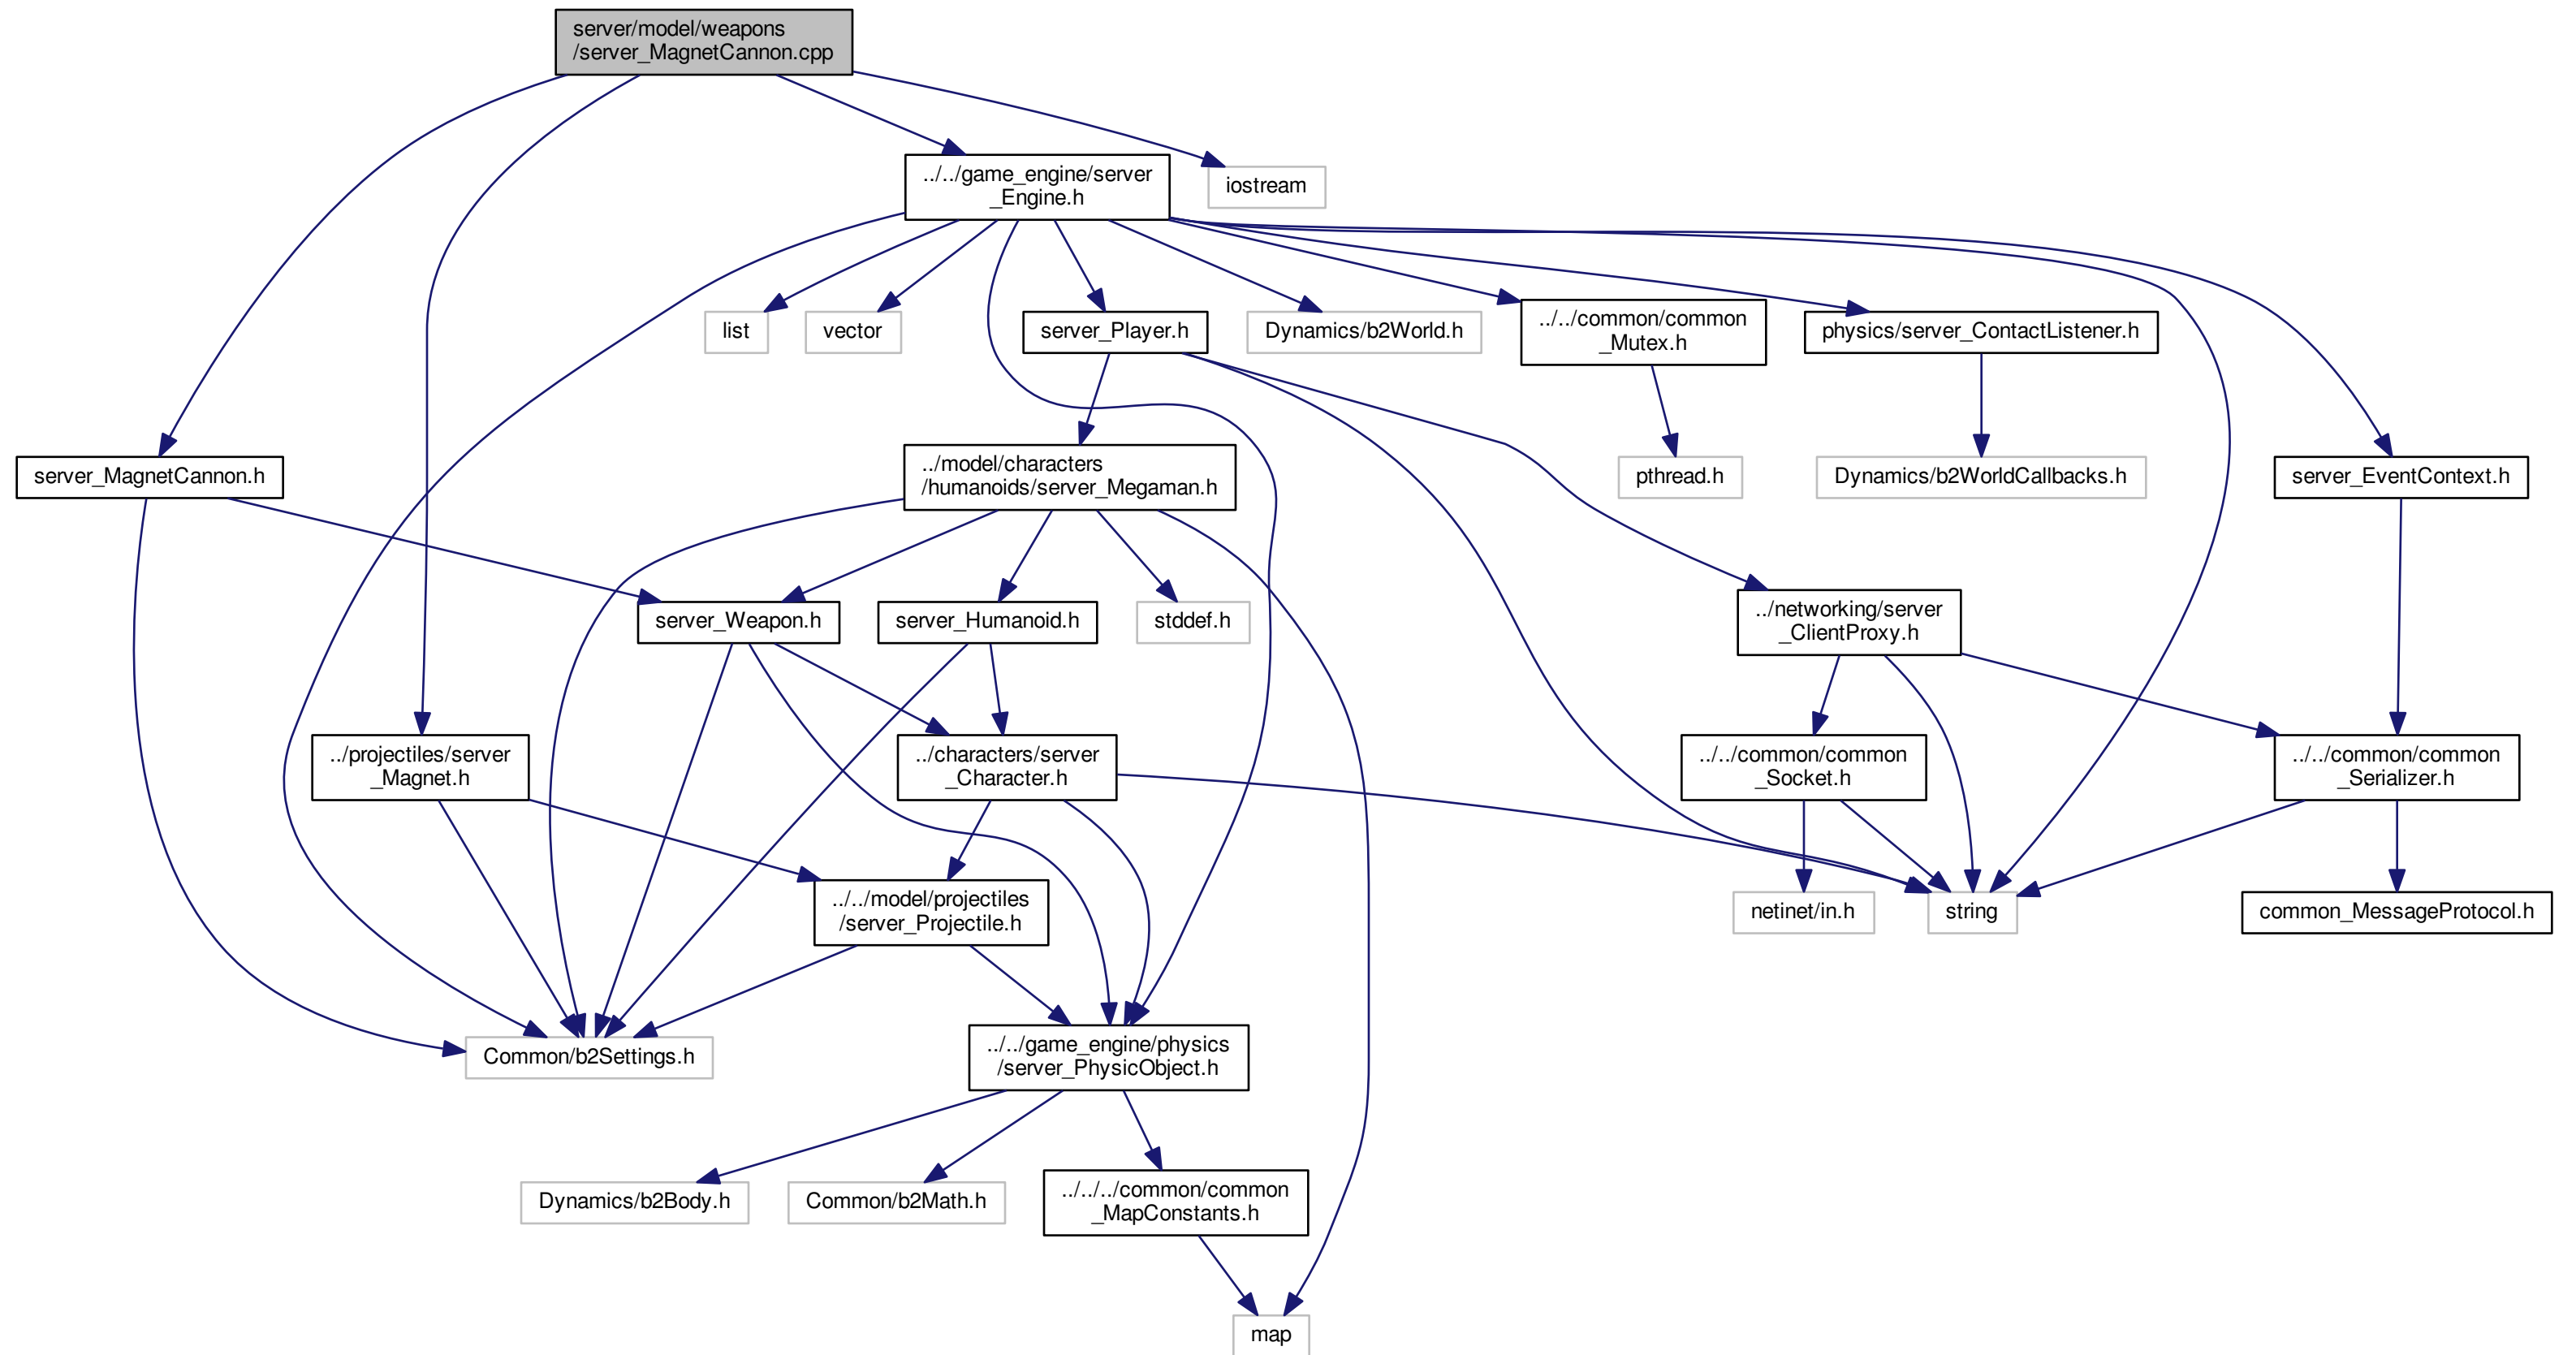 server/model/weapons
/server_MagnetCannon.cpp
../../game_engine/server
_Engine.h
iostream
list
vector
server_Player.h
Dynamics/b2World.h
../../common/common
_Mutex.h
physics/server_ContactListener.h
server_MagnetCannon.h
../model/characters
/humanoids/server_Megaman.h
pthread.h
Dynamics/b2WorldCallbacks.h
server_EventContext.h
server_Weapon.h
server_Humanoid.h
stddef.h
../networking/server
_ClientProxy.h
../projectiles/server
_Magnet.h
../characters/server
_Character.h
../../common/common
_Socket.h
../../common/common
_Serializer.h
../../model/projectiles
/server_Projectile.h
netinet/in.h
string
common_MessageProtocol.h
Common/b2Settings.h
../../game_engine/physics
/server_PhysicObject.h
Dynamics/b2Body.h
Common/b2Math.h
../../../common/common
_MapConstants.h
map